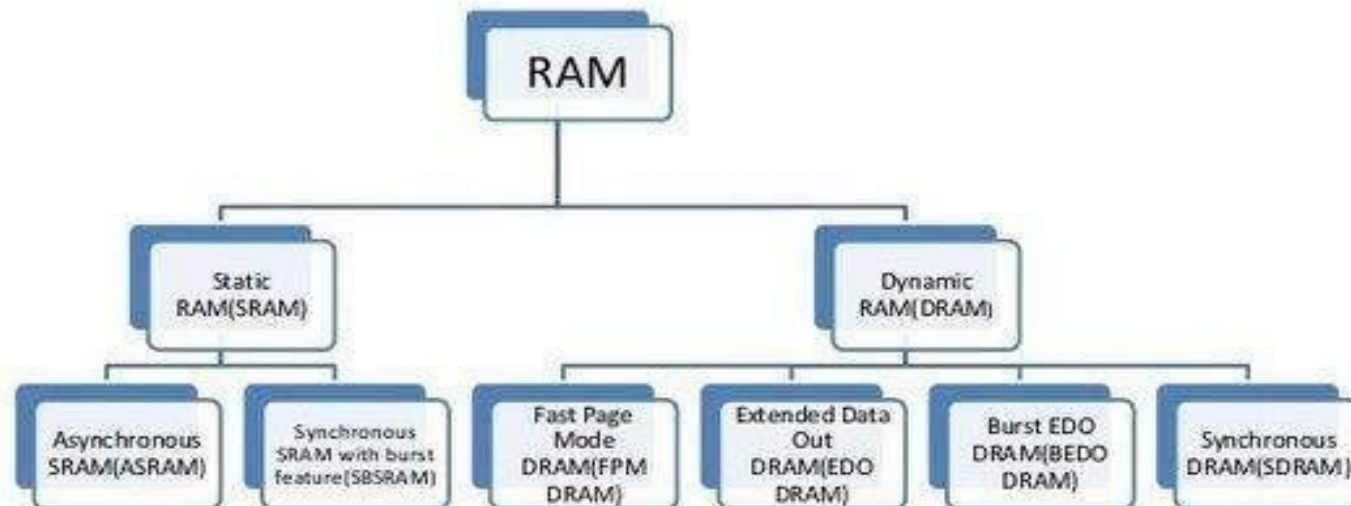 RAM
Static
RAM(SRAM)
Dynamic
RAM(DRAM)
Asynchronous
SRAM(ASRAM)
Synchronous
SRAM with burst
feature(SBSRAM)
Fast Page
Mode
DRAM(FPM
DRAM)
Extended Data
Out
DRAM(EDO
DRAM)
Burst EDO
DRAM(BEDO
DRAM)
Synchronous
DRAM(SDRAM)